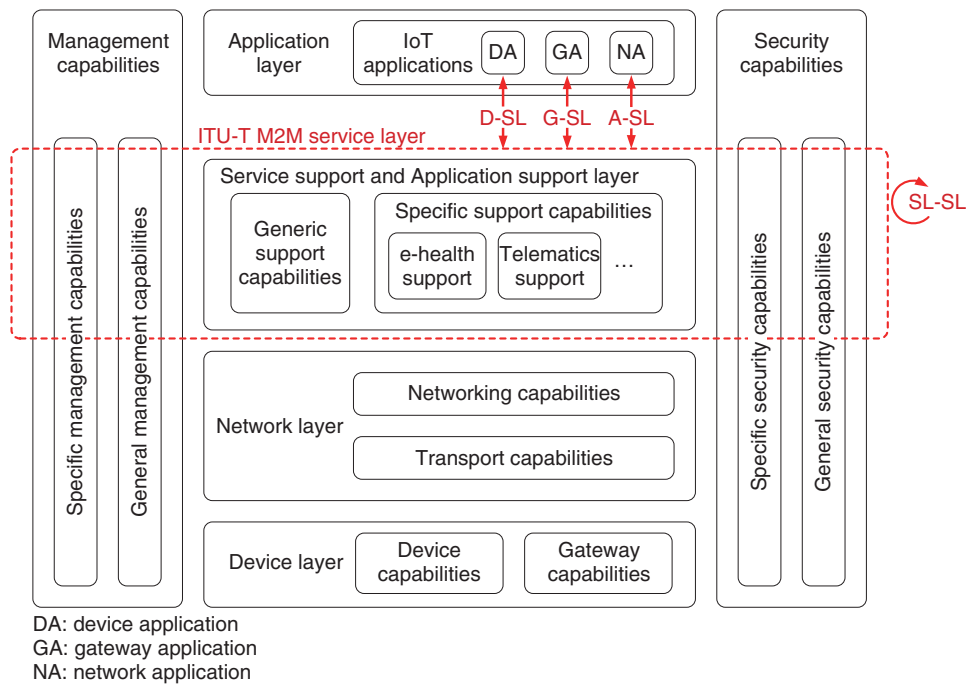 Management
capabilities
Application
layer
IoT
applications
DA
GA
NA
Security
capabilities
D-SL
G-SL
A-SL
ITU-T M2M service layer
Service support and Application support layer
Generic
support
capabilities
Specific support capabilities
e-health
support
Telematics
support
...
SL-SL
Specific management capabilities
General management capabilities
Specific security capabilities
General security capabilities
Network layer
Networking capabilities
Transport capabilities
Device layer
Device
capabilities
Gateway
capabilities
DA: device application
GA: gateway application
NA: network application